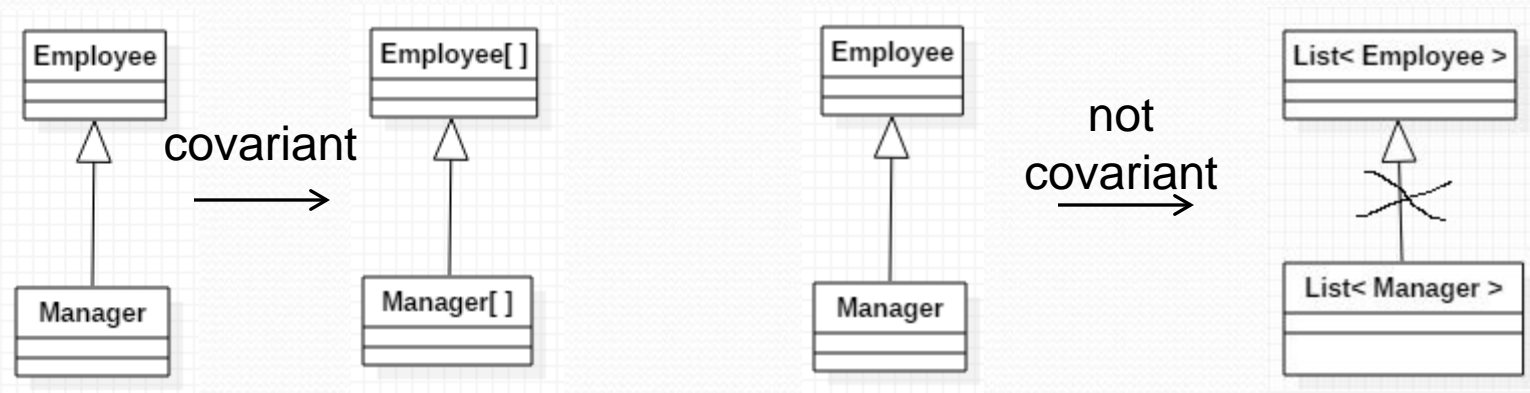 Employee
Employee[ ]
covariant
Manager
Manager[ ]
Employee
List< Employee >
not
covariant
Manager
List< Manager >